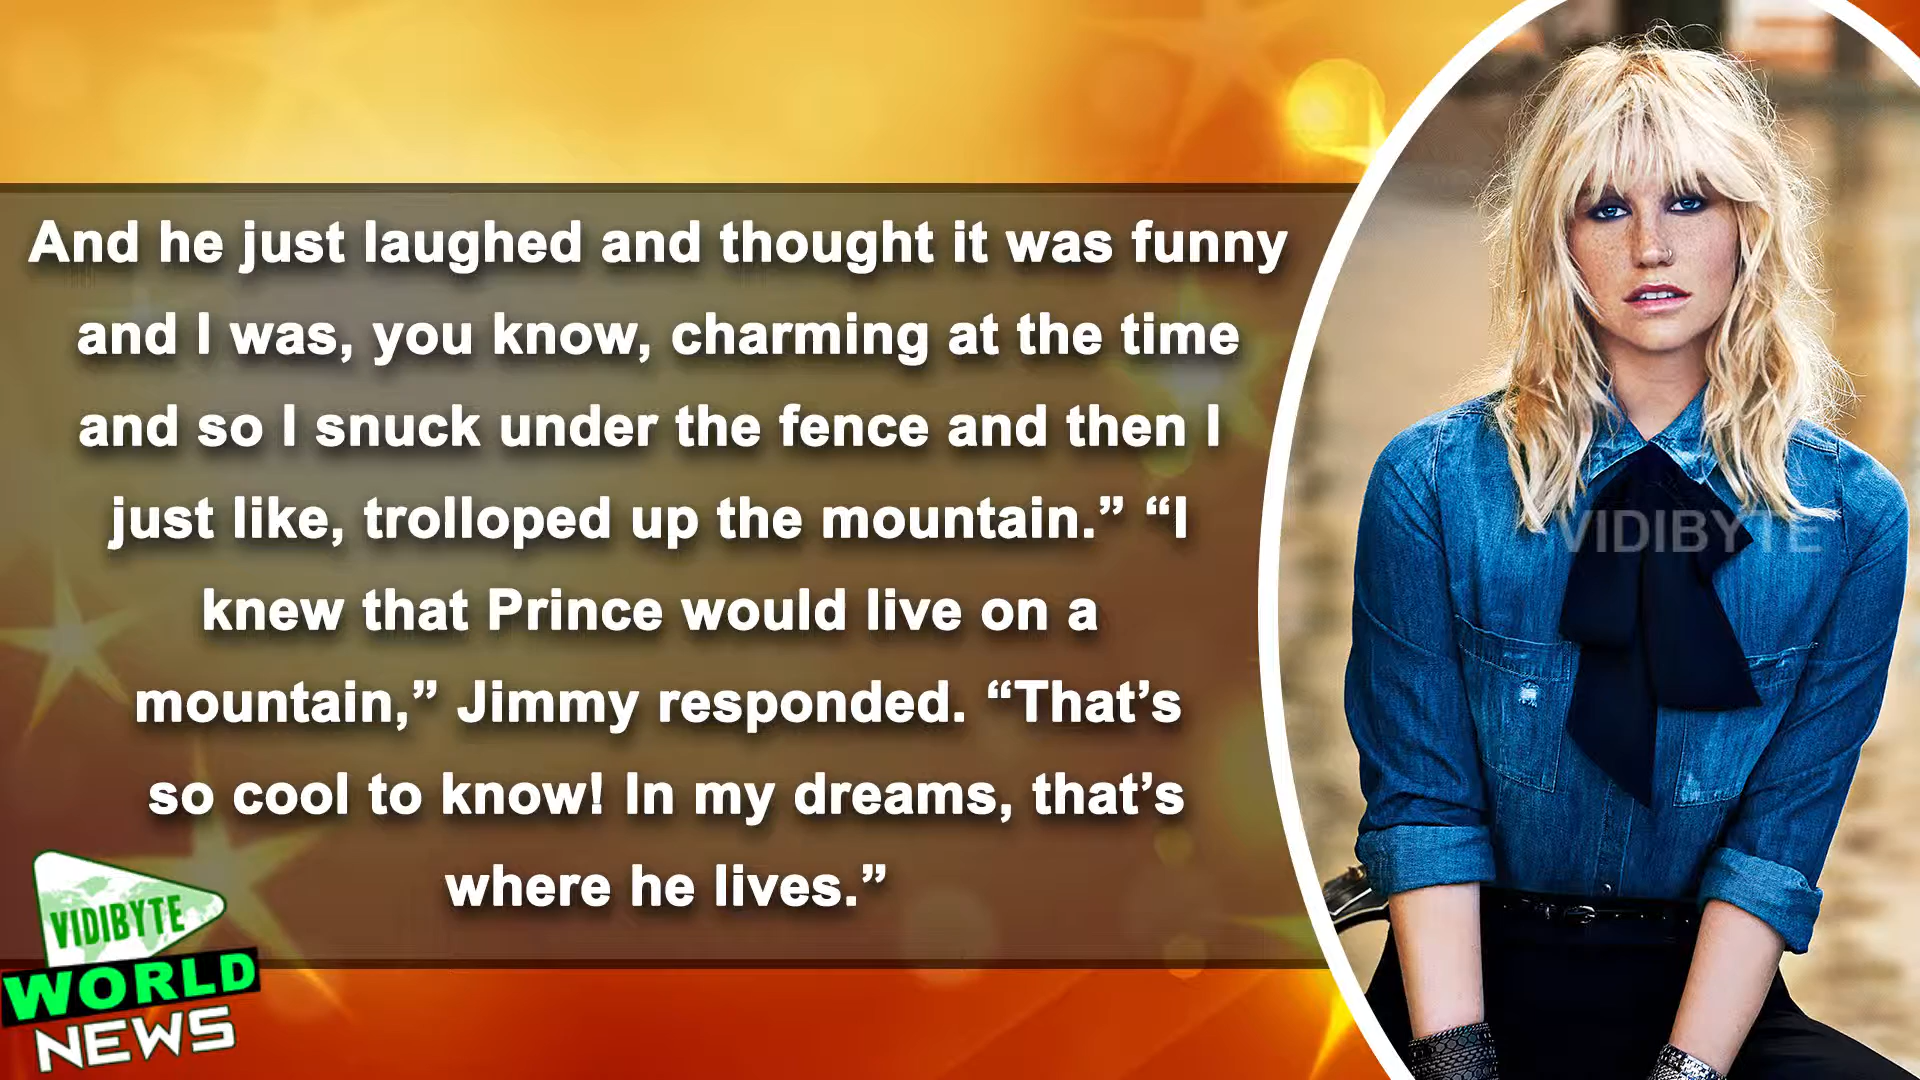 And he just laughed and thought it was funny
and I was, you know, charming at the time
and so I snuck under the fence and then I
just like, trolloped up the mountain.” “I
knew that Prince would live on a
mountain,” Jimmy responded. “That’s
so cool to know! In my dreams, that’s
where he lives.”
VIDIBYTE
VIDIBYTE
WORLD
NEWS